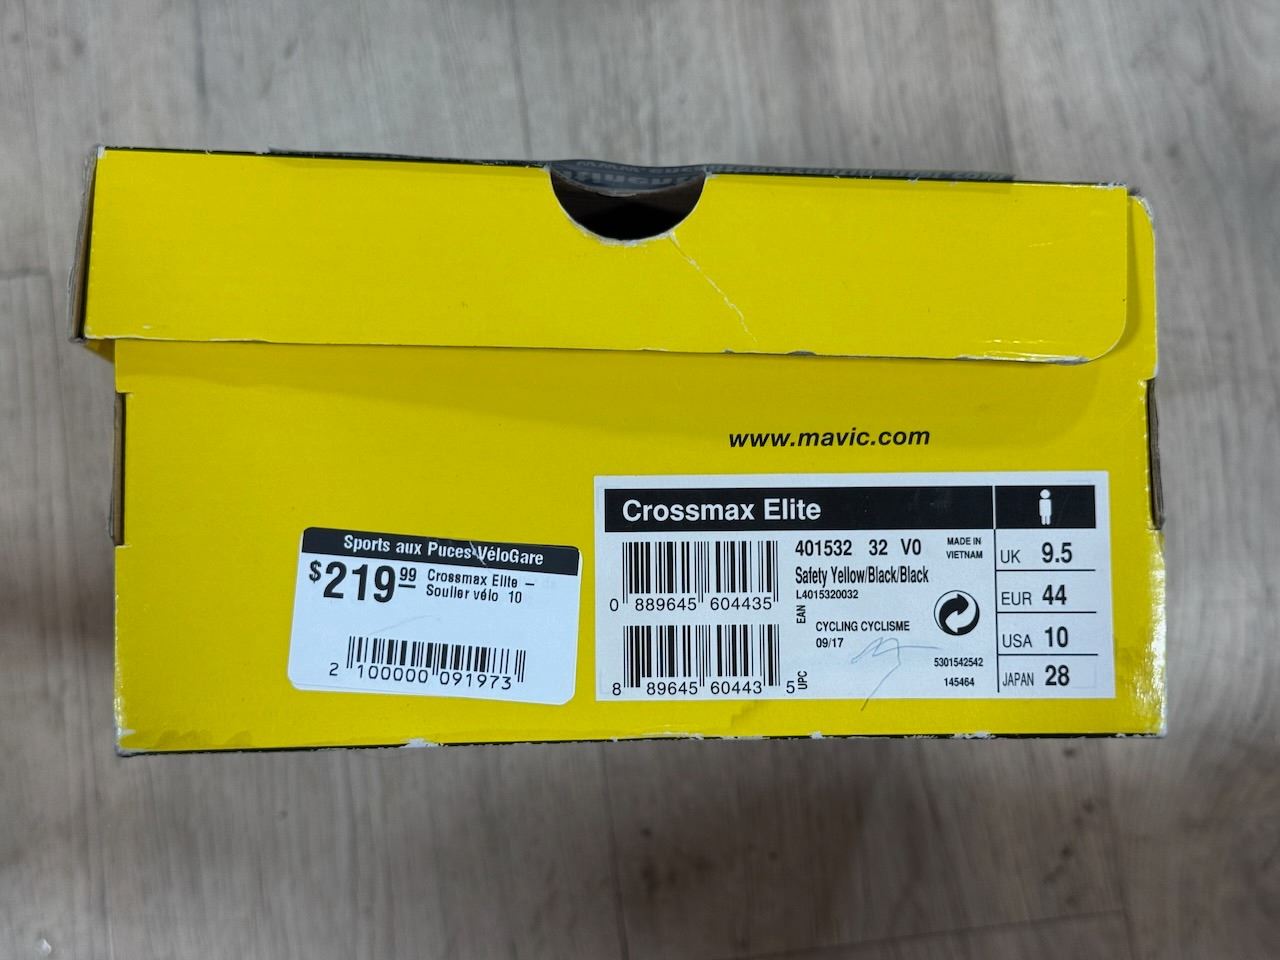 www.mavic.com
Crossmax Elite
401532 32 V0
MADE IN
VIETNAM
Safety Yellow/Black/Black
L4015320032
EAN
0 889645 604435
CYCLING CYCLISME
09/17
8 89645 60443 5
UPC
5301542542
145464
UK 9.5
EUR 44
USA 10
JAPAN 28
Sports aux Puces VéloGare
$219.99 Crossmax Elite –
Soulier vélo 10
2 100000 091973